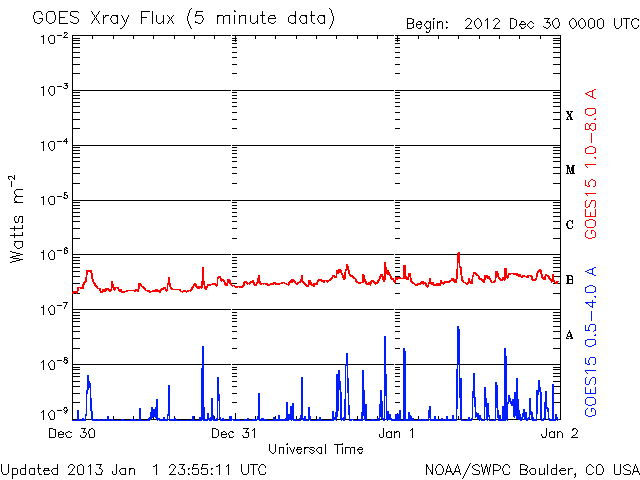 GOES Xray Flux (5 minute data)
Begin: 2012 Dec 30 0000 UTC
10⁻²
10⁻³
10⁻⁴
10⁻⁵
10⁻⁶
10⁻⁷
10⁻⁸
10⁻⁹
Watts m⁻²
X
M
C
B
A
GOES15 1.0-8.0 A
GOES15 0.5-4.0 A
Dec 30
Dec 31
Jan 1
Jan 2
Universal Time
Updated 2013 Jan 1 23:55:11 UTC
NOAA/SWPC Boulder, CO USA